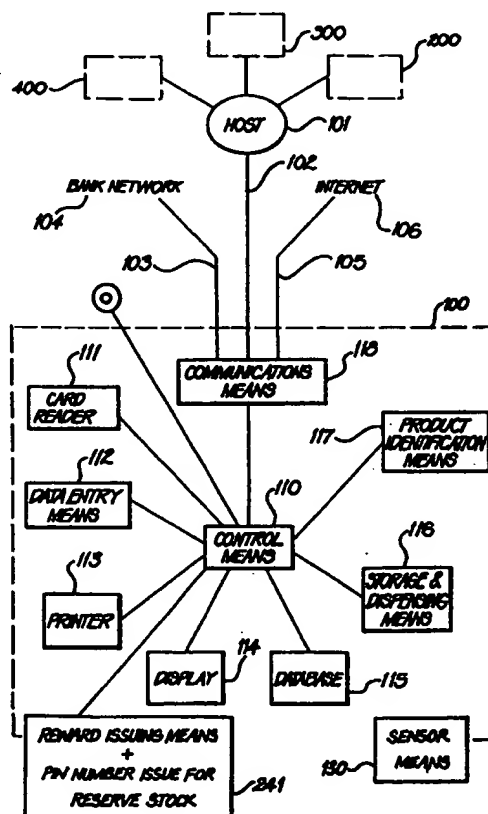 300
400
200
HOST
101
102
BANK NETWORK
INTERNET
104
106
103
105
100
111
118
COMMUNICATIONS
MEANS
CARD
READER
117
PRODUCT
IDENTIFICATION
MEANS
112
110
DATA ENTRY
MEANS
CONTROL
MEANS
116
113
STORAGE &
DISPENSING
MEANS
PRINTER
DISPLAY
114
DATABASE
115
REWARD ISSUING MEANS
+
PIN NUMBER ISSUE FOR
RESERVE STOCK
241
SENSOR
MEANS
130